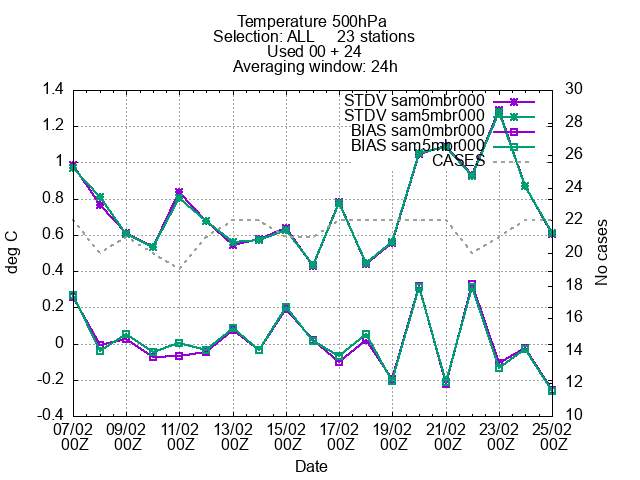 Temperature 500hPa
Selection: ALL     23 stations
Used 00 + 24
Averaging window: 24h
STDV sam0mbr000
STDV sam5mbr000
BIAS sam0mbr000
BIAS sam5mbr000
CASES
1.4
1.2
1
0.8
0.6
0.4
0.2
0
-0.2
-0.4
deg C
30
28
26
24
22
20
18
16
14
12
10
No cases
07/02 09/02 11/02 13/02 15/02 17/02 19/02 21/02 23/02 25/02
00Z 00Z 00Z 00Z 00Z 00Z 00Z 00Z 00Z 00Z
Date